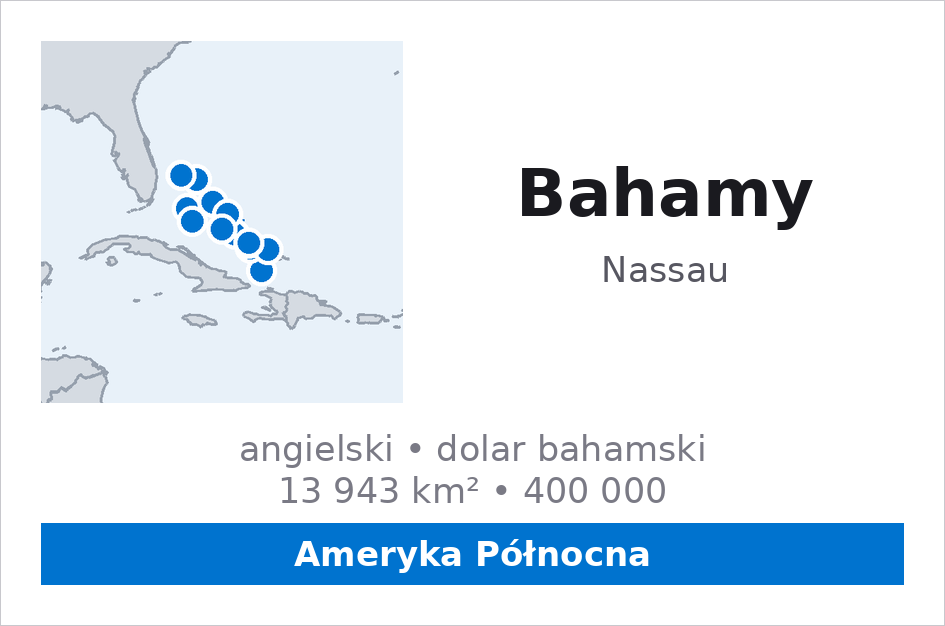 Bahamy
Nassau
angielski • dolar bahamski
13 943 km² • 400 000
Ameryka Północna